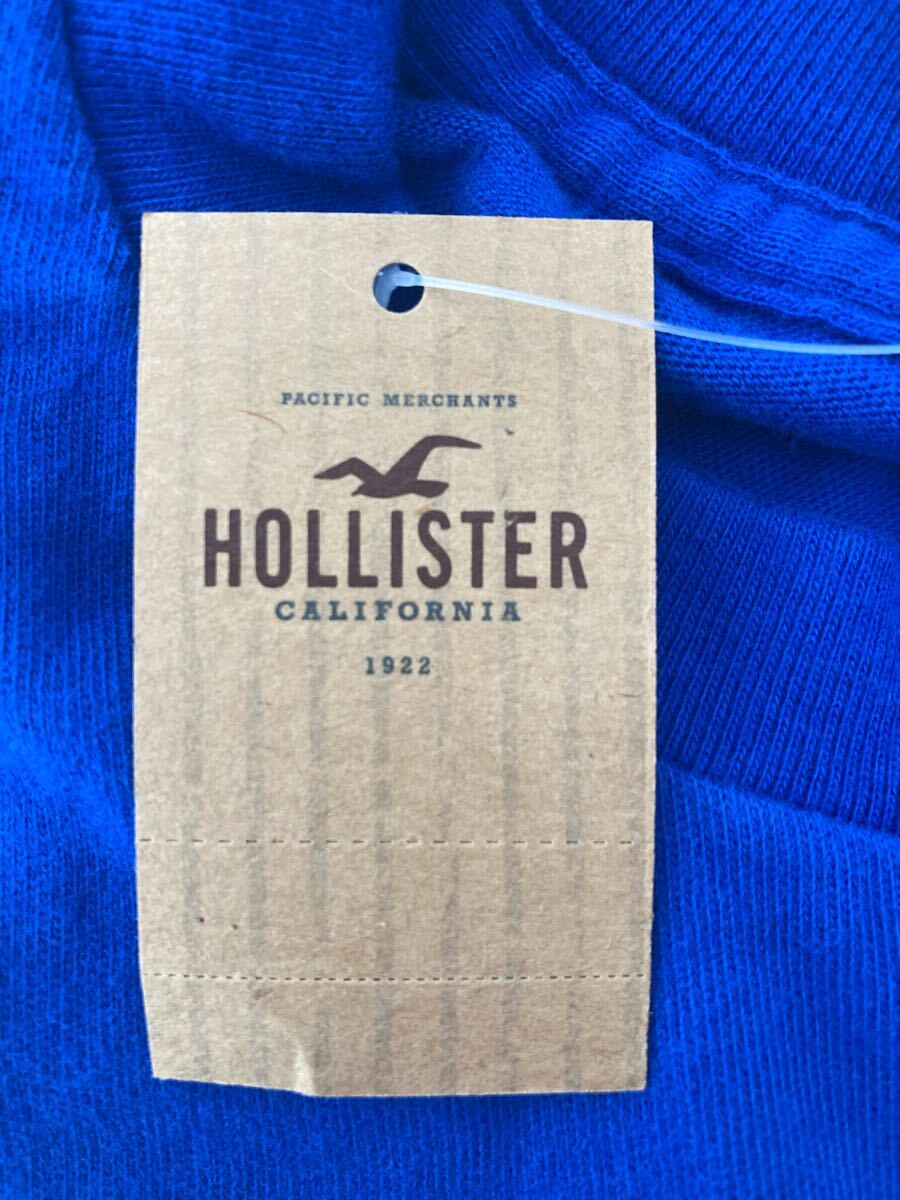 PACIFIC MERCHANTS
HOLLISTER
CALIFORNIA
1922